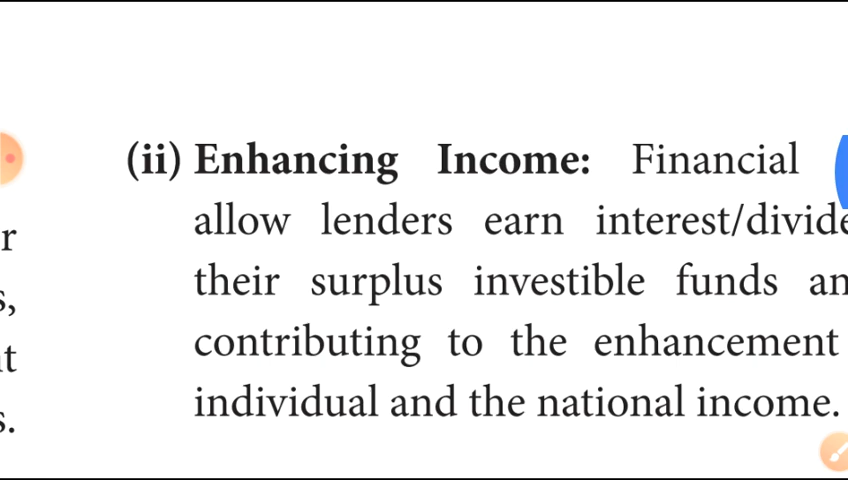 (ii) Enhancing Income: Financial
allow lenders earn interest/divide
their surplus investible funds an
contributing to the enhancement
individual and the national income.
r
s,
nt
s.